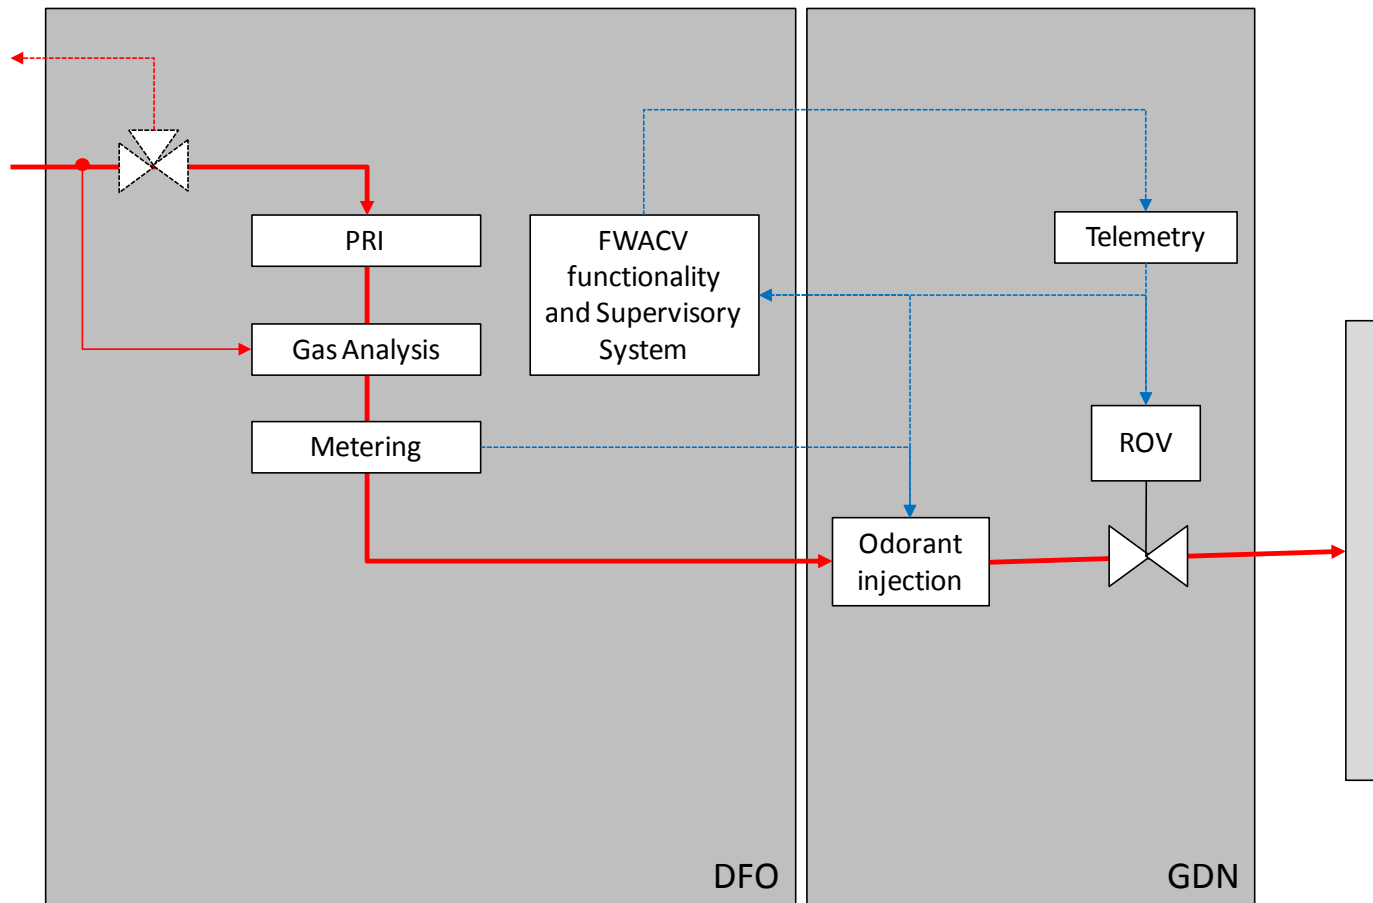 PRI
Gas Analysis
Metering
FWACV
functionality
and Supervisory
System
Telemetry
ROV
Odorant
injection
DFO
GDN